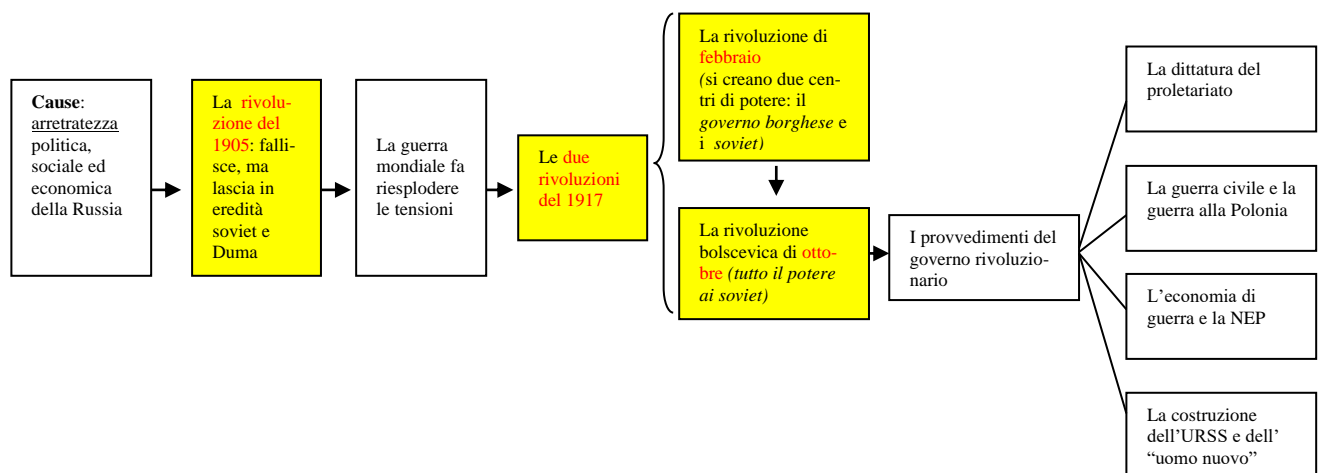 Cause:
arretratezza
politica,
sociale ed
economica
della Russia
La rivolu-
zione del
1905: falli-
sce, ma
lascia in
eredità
soviet e
Duma
La guerra
mondiale fa
riesplodere
le tensioni
Le due
rivoluzioni
del 1917
La rivoluzione di
febbraio
(si creano due cen-
tri di potere: il
governo borghese e
i soviet)
La rivoluzione
bolscevica di otto-
bre (tutto il potere
ai soviet)
I provvedimenti del
governo rivoluzio-
nario
La dittatura del
proletariato
La guerra civile e la
guerra alla Polonia
L’economia di
guerra e la NEP
La costruzione
dell’URSS e dell’
“uomo nuovo”